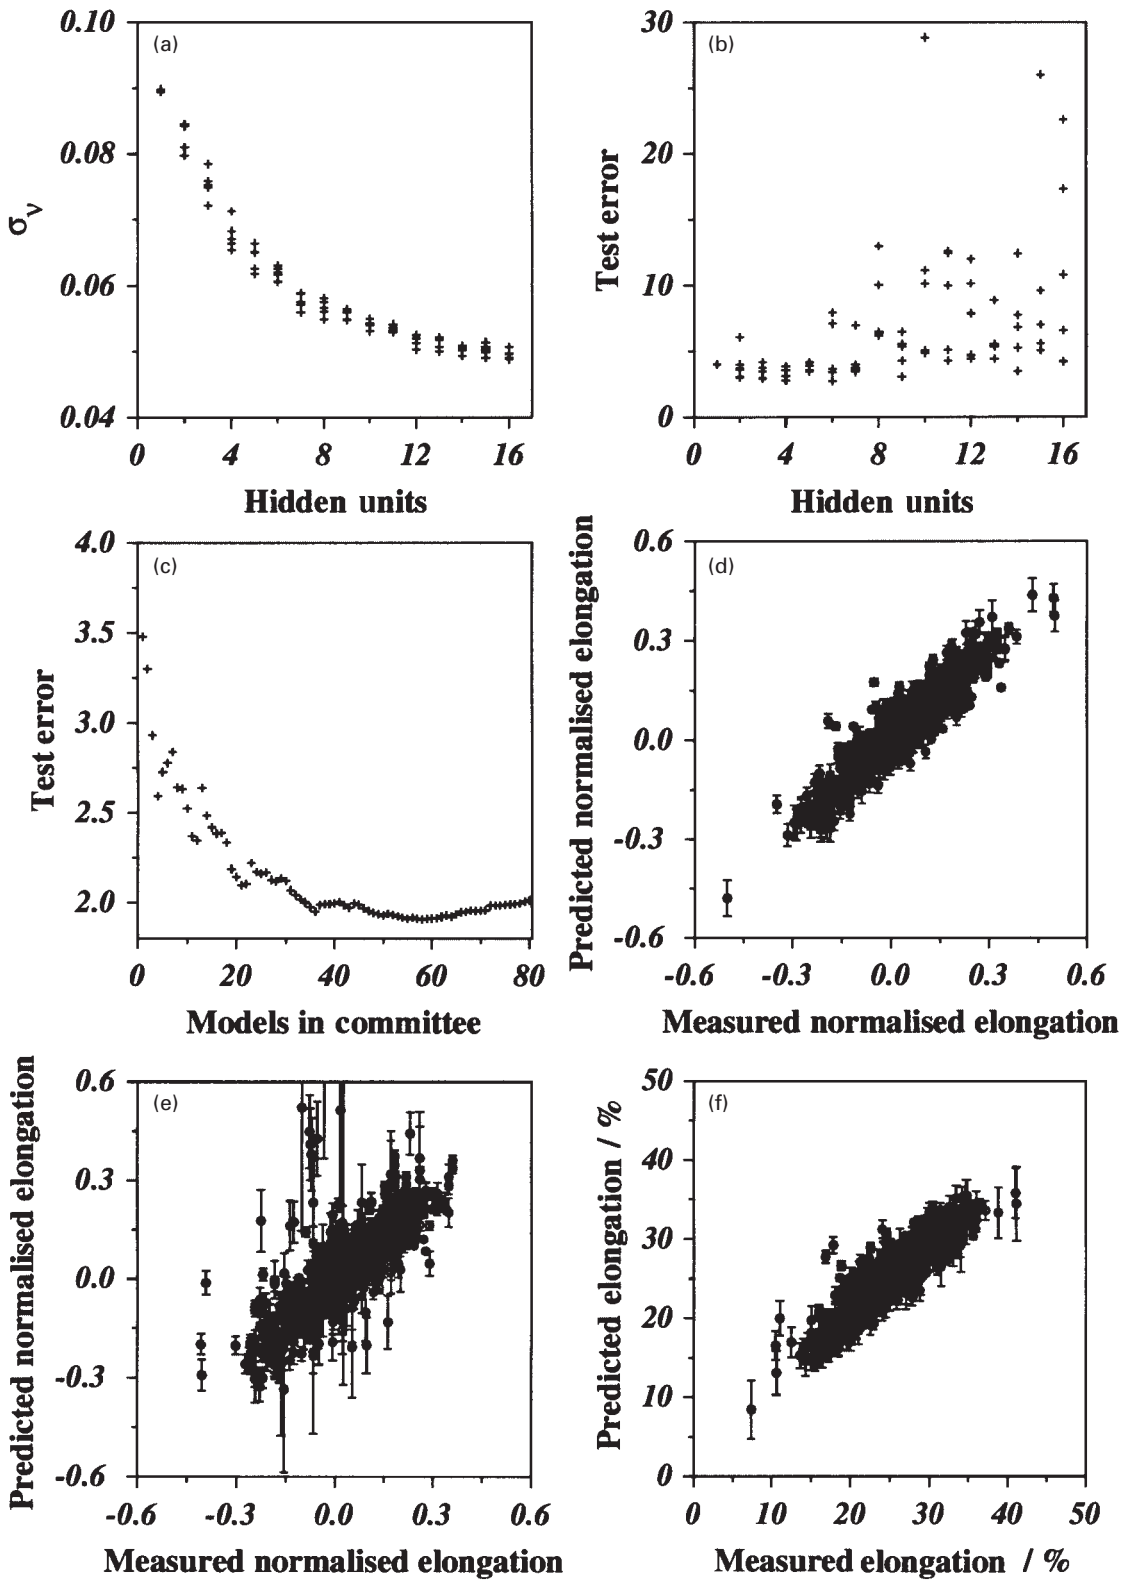 (a)
σν
0.10
0.08
0.06
0.04
0 4 8 12 16
Hidden units
(b)
Test error
30
20
10
0
0 4 8 12 16
Hidden units
(c)
Test error
4.0
3.5
3.0
2.5
2.0
0 20 40 60 80
Models in committee
(d)
Predicted normalised elongation
0.6
0.3
0.0
-0.3
-0.6
-0.6 -0.3 0.0 0.3 0.6
Measured normalised elongation
(e)
Predicted normalised elongation
0.6
0.3
0.0
-0.3
-0.6
-0.6 -0.3 0.0 0.3 0.6
Measured normalised elongation
(f)
Predicted elongation / %
50
40
30
20
10
0
0 10 20 30 40 50
Measured elongation / %